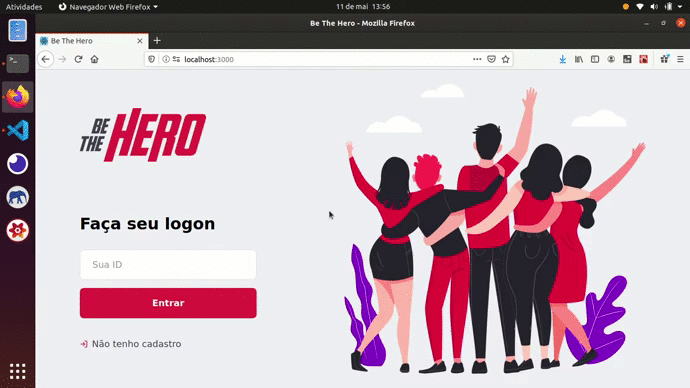 Atividades
Navegador Web Firefox
11 de mai 13:56
Be The Hero - Mozilla Firefox
Be The Hero
localhost:3000
BE
THE HERO
Faça seu logon
Sua ID
Entrar
Não tenho cadastro